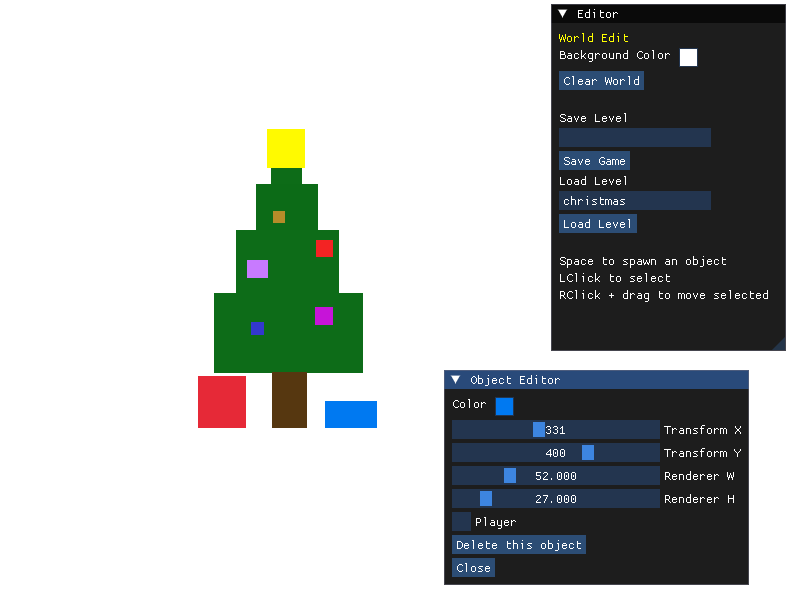 Editor
World Edit
Background Color
Clear World
Save Level
Save Game
Load Level
christmas
Load Level
Space to spawn an object
LClick to select
RClick + drag to move selected
Object Editor
Color
331 Transform X
400 Transform Y
52.000 Renderer W
27.000 Renderer H
Player
Delete this object
Close